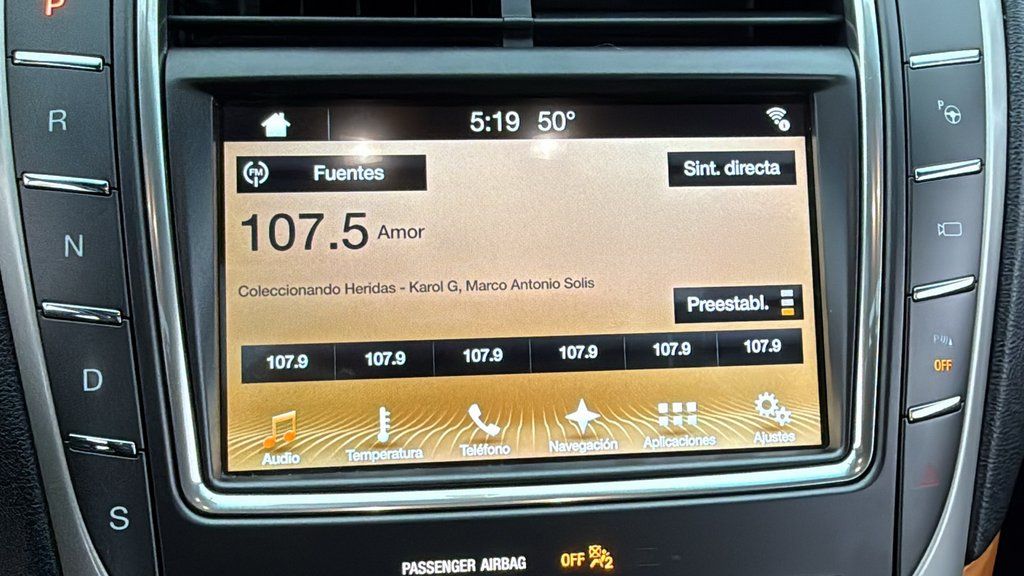 P
R
N
D
S
5:19 50°
FM Fuentes
Sint. directa
107.5 Amor
Coleccionando Heridas - Karol G, Marco Antonio Solis
Preestabl.
107.9 107.9 107.9 107.9 107.9 107.9
Audio Temperatura Teléfono Navegación Aplicaciones Ajustes
P
OFF
PASSENGER AIRBAG OFF 2